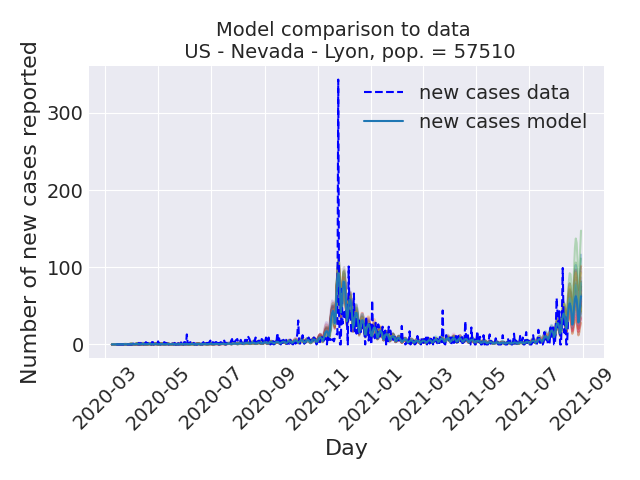 Model comparison to data
US - Nevada - Lyon, pop. = 57510
Number of new cases reported
300
200
100
0
new cases data
new cases model
2020-03
2020-05
2020-07
2020-09
2020-11
2021-01
2021-03
2021-05
2021-07
2021-09
Day